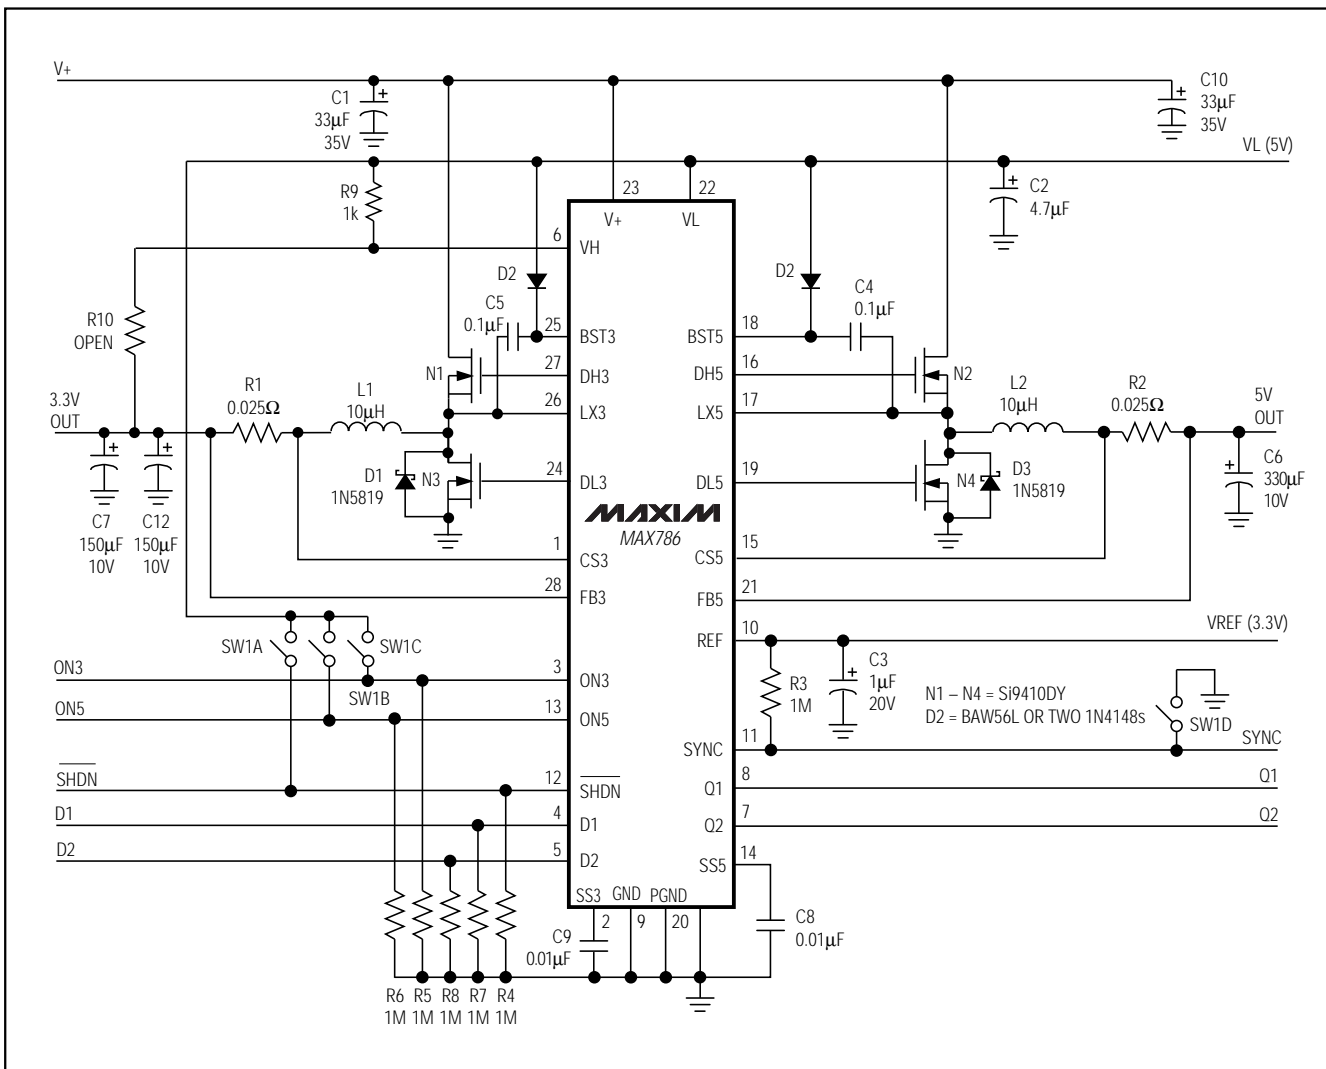 V+
C1
33µF
35V
C10
33µF
35V
VL (5V)
R9
1k
23
22
V+
VL
C2
4.7µF
6
VH
D2
D2
C5
0.1µF
C4
0.1µF
R10
OPEN
25
BST3
18
BST5
N1
27
DH3
16
DH5
N2
3.3V
OUT
R1
0.025Ω
L1
10µH
26
LX3
17
LX5
L2
10µH
R2
0.025Ω
5V
OUT
D1
1N5819
N3
24
DL3
19
DL5
N4
D3
1N5819
C6
330µF
10V
MAXIM
MAX786
C7
150µF
10V
C12
150µF
10V
1
CS3
15
CS5
28
FB3
21
FB5
10
REF
VREF (3.3V)
SW1A
SW1C
SW1B
ON3
3
ON3
R3
1M
C3
1µF
20V
N1 – N4 = Si9410DY
D2 = BAW56L OR TWO 1N4148s
SW1D
ON5
13
ON5
11
SYNC
SYNC
SHDN
12
SHDN
8
Q1
Q1
D1
4
D1
7
Q2
Q2
D2
5
D2
14
SS5
SS3
GND
PGND
2
9
20
C9
0.01µF
C8
0.01µF
R6
1M
R5
1M
R8
1M
R7
1M
R4
1M